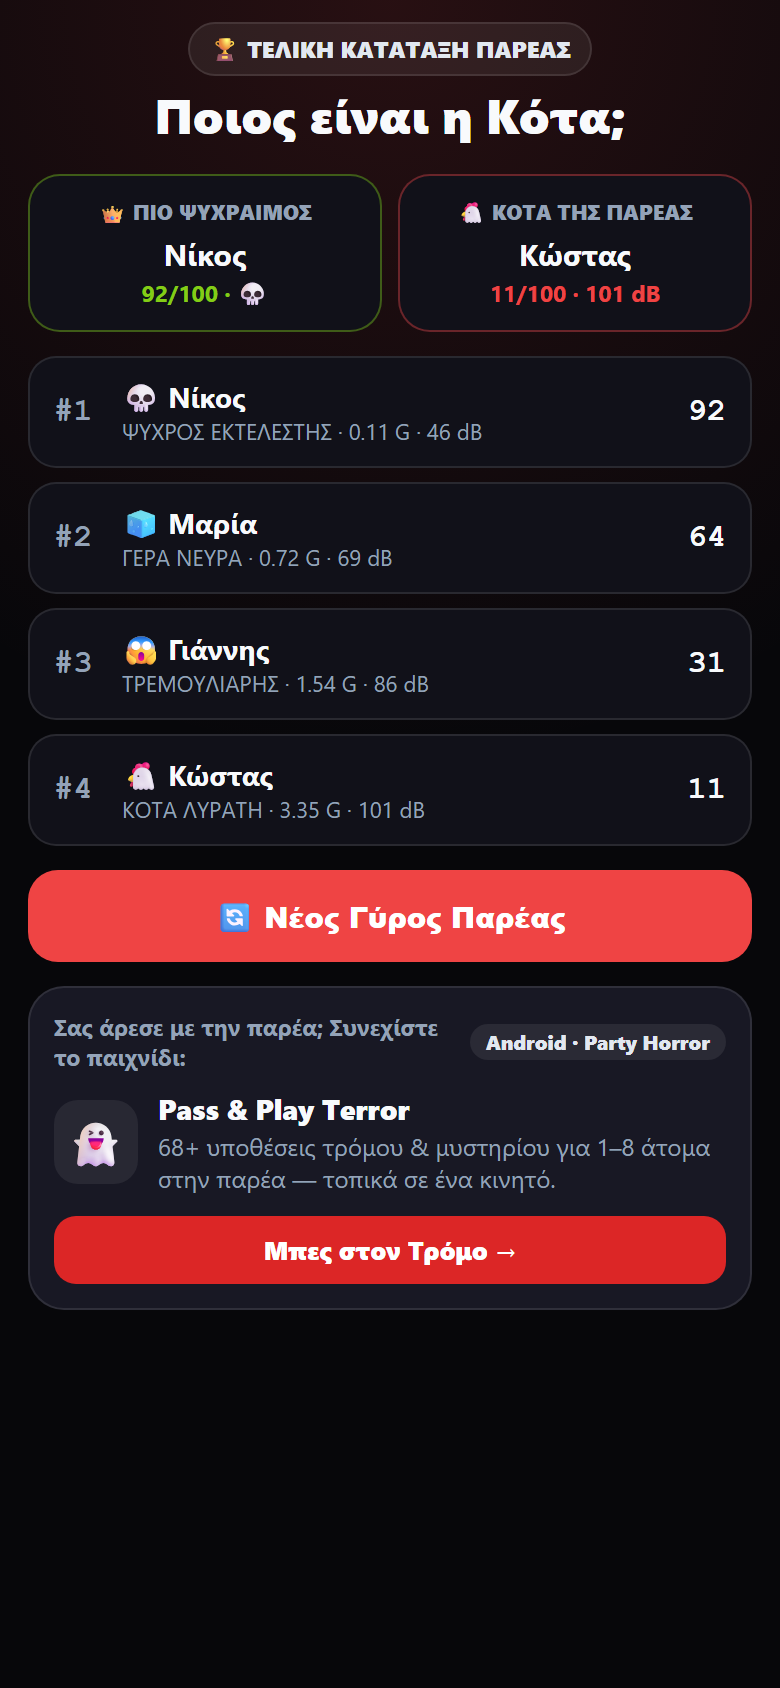 🏆 ΤΕΛΙΚΗ ΚΑΤΑΤΑΞΗ ΠΑΡΕΑΣ
Ποιος είναι η Κότα;
👑 ΠΙΟ ΨΥΧΡΑΙΜΟΣ
Νίκος
92/100 · 💀
🐔 ΚΟΤΑ ΤΗΣ ΠΑΡΕΑΣ
Κώστας
11/100 · 101 dB
#1 💀 Νίκος 92
ΨΥΧΡΟΣ ΕΚΤΕΛΕΣΤΗΣ · 0.11 G · 46 dB
#2 🧊 Μαρία 64
ΓΕΡΑ ΝΕΥΡΑ · 0.72 G · 69 dB
#3 😱 Γιάννης 31
ΤΡΕΜΟΥΛΙΑΡΗΣ · 1.54 G · 86 dB
#4 🐔 Κώστας 11
ΚΟΤΑ ΛΥΡΑΤΗ · 3.35 G · 101 dB
🔄 Νέος Γύρος Παρέας
Σας άρεσε με την παρέα; Συνεχίστε
το παιχνίδι:
Android · Party Horror
👻 Pass & Play Terror
68+ υποθέσεις τρόμου & μυστηρίου για 1–8 άτομα
στην παρέα — τοπικά σε ένα κινητό.
Μπες στον Τρόμο →